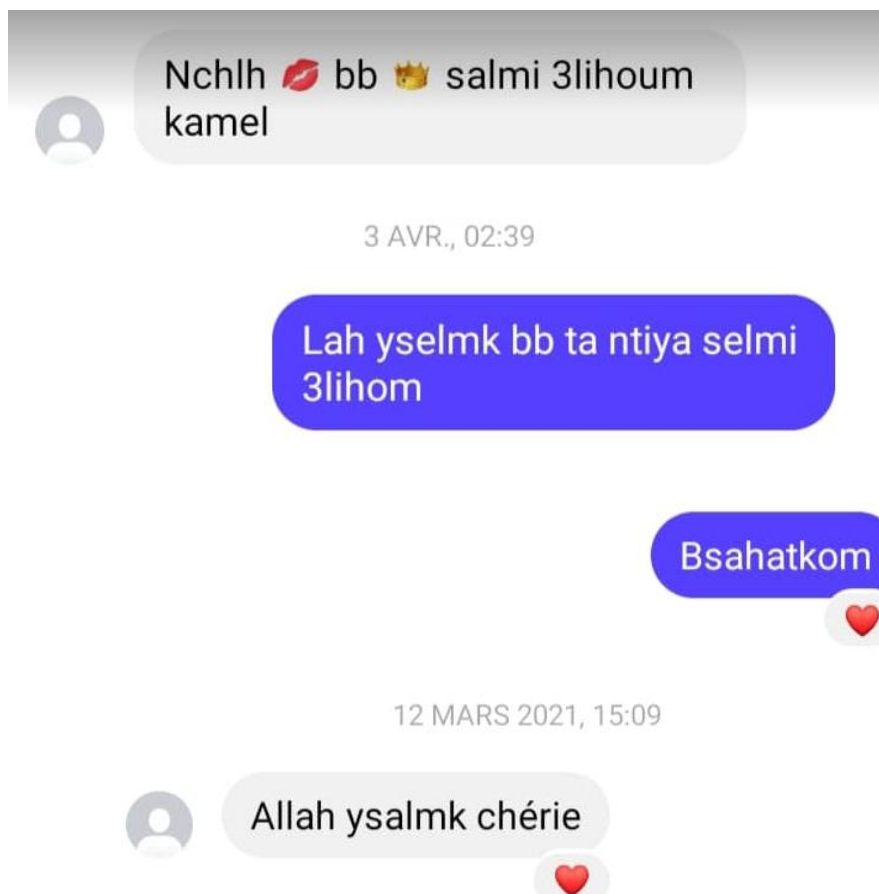 Nchlh 💋 bb 👑 salmi 3lihoum
kamel
3 AVR., 02:39
Lah yselmk bb ta ntiya selmi
3lihom
Bsahatkom
12 MARS 2021, 15:09
Allah ysalmk chérie